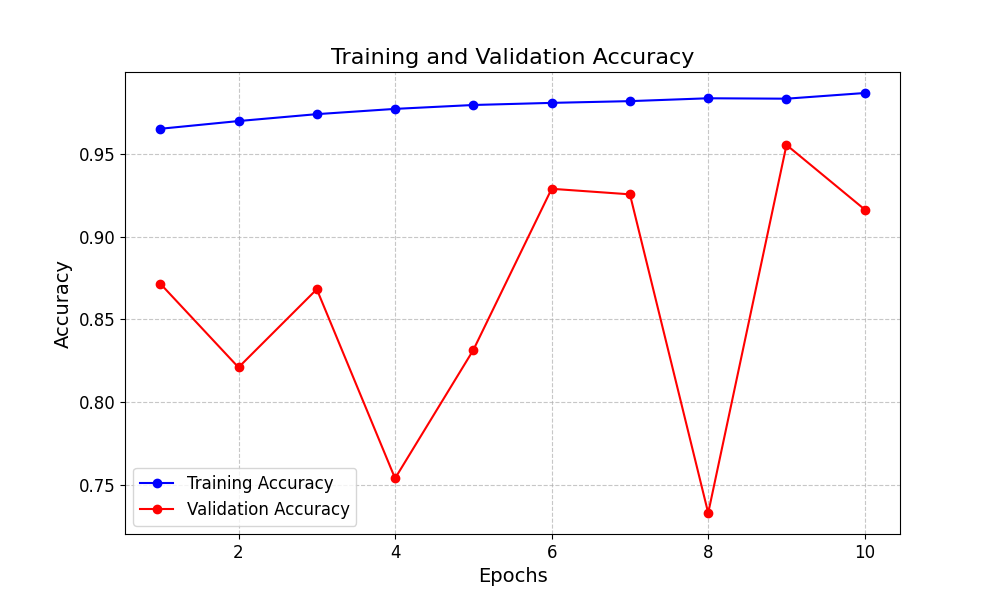 Training and Validation Accuracy
0.95
0.90
0.85
0.80
0.75
Accuracy
Training Accuracy
Validation Accuracy
2 4 6 8 10
Epochs